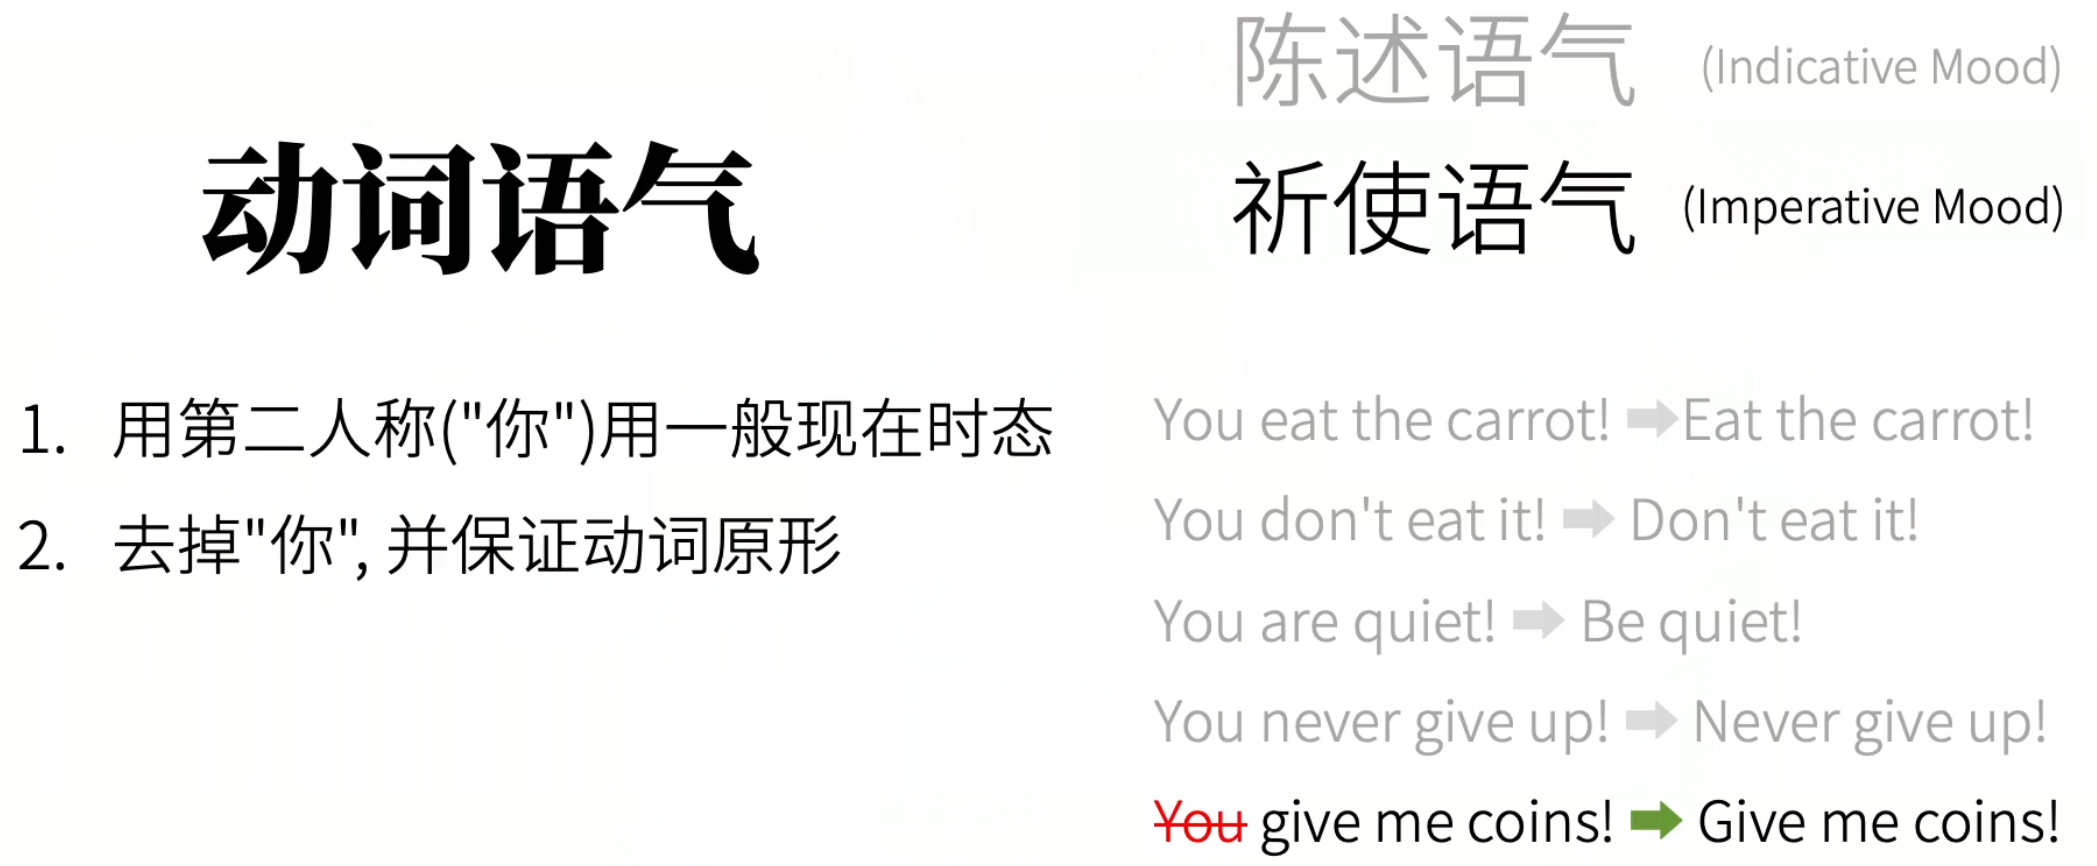 动词语气
陈述语气 (Indicative Mood)
祈使语气 (Imperative Mood)
1. 用第二人称("你")用一般现在时态
2. 去掉"你", 并保证动词原形
You eat the carrot! ➡ Eat the carrot!
You don't eat it! ➡ Don't eat it!
You are quiet! ➡ Be quiet!
You never give up! ➡ Never give up!
You give me coins! ➡ Give me coins!